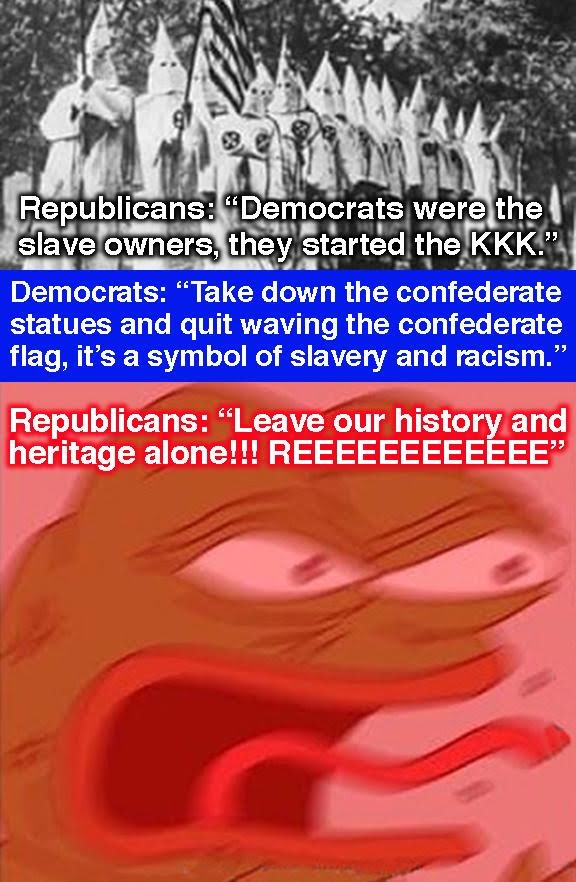 Republicans: “Democrats were the
slave owners, they started the KKK.”
Democrats: “Take down the confederate
statues and quit waving the confederate
flag, it’s a symbol of slavery and racism.”
Republicans: “Leave our history and
heritage alone!!! REEEEEEEEEEEE”